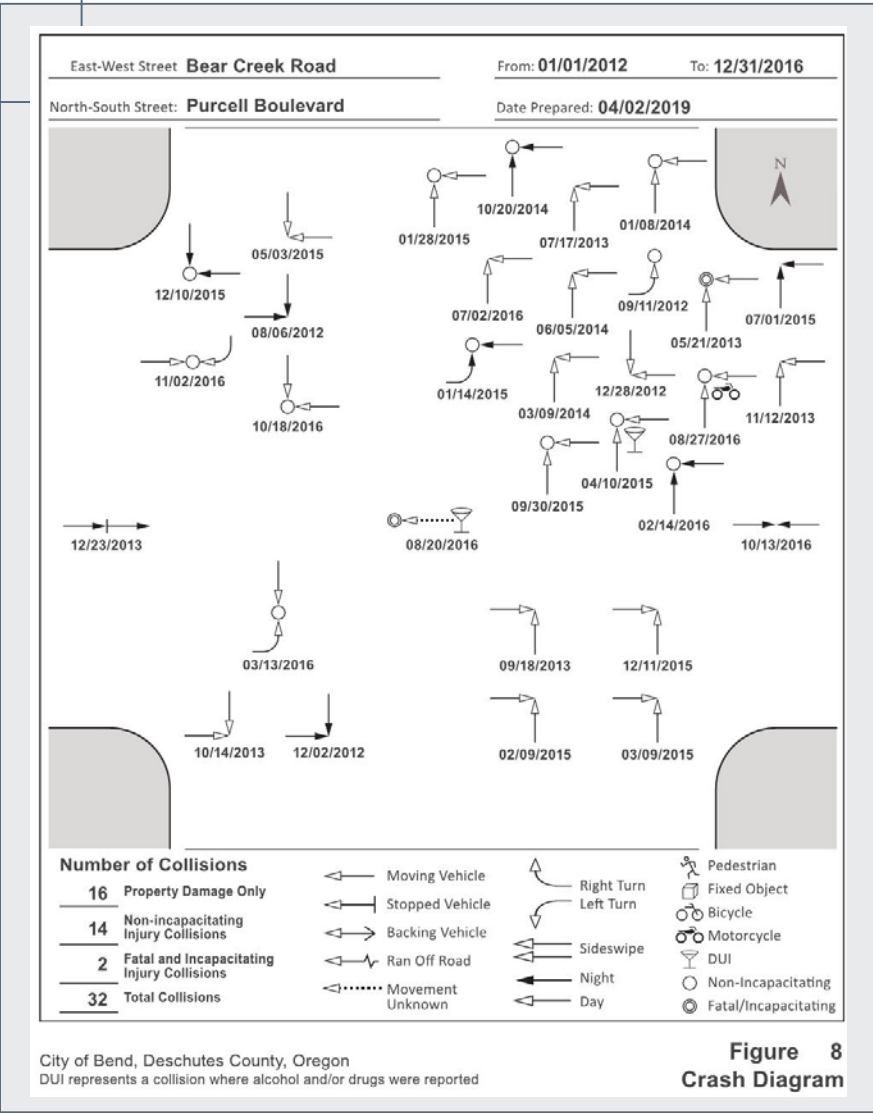 East-West Street Bear Creek Road From: 01/01/2012 To: 12/31/2016
North-South Street: Purcell Boulevard Date Prepared: 04/02/2019
N
10/20/2014
01/08/2014
01/28/2015
07/17/2013
05/03/2015
12/10/2015
09/11/2012
07/02/2016
07/01/2015
06/05/2014
08/06/2012
05/21/2013
11/02/2016
01/14/2015
12/28/2012
03/09/2014
11/12/2013
10/18/2016
08/27/2016
04/10/2015
09/30/2015
02/14/2016
12/23/2013
08/20/2016
10/13/2016
03/13/2016
09/18/2013
12/11/2015
10/14/2013
12/02/2012
02/09/2015
03/09/2015
Number of Collisions
16 Property Damage Only
14 Non-incapacitating
Injury Collisions
2 Fatal and Incapacitating
Injury Collisions
32 Total Collisions
Moving Vehicle
Stopped Vehicle
Backing Vehicle
Ran Off Road
Movement
Unknown
Right Turn
Left Turn
Sideswipe
Night
Day
Pedestrian
Fixed Object
Bicycle
Motorcycle
DUI
Non-Incapacitating
Fatal/Incapacitating
City of Bend, Deschutes County, Oregon
DUI represents a collision where alcohol and/or drugs were reported
Figure 8
Crash Diagram